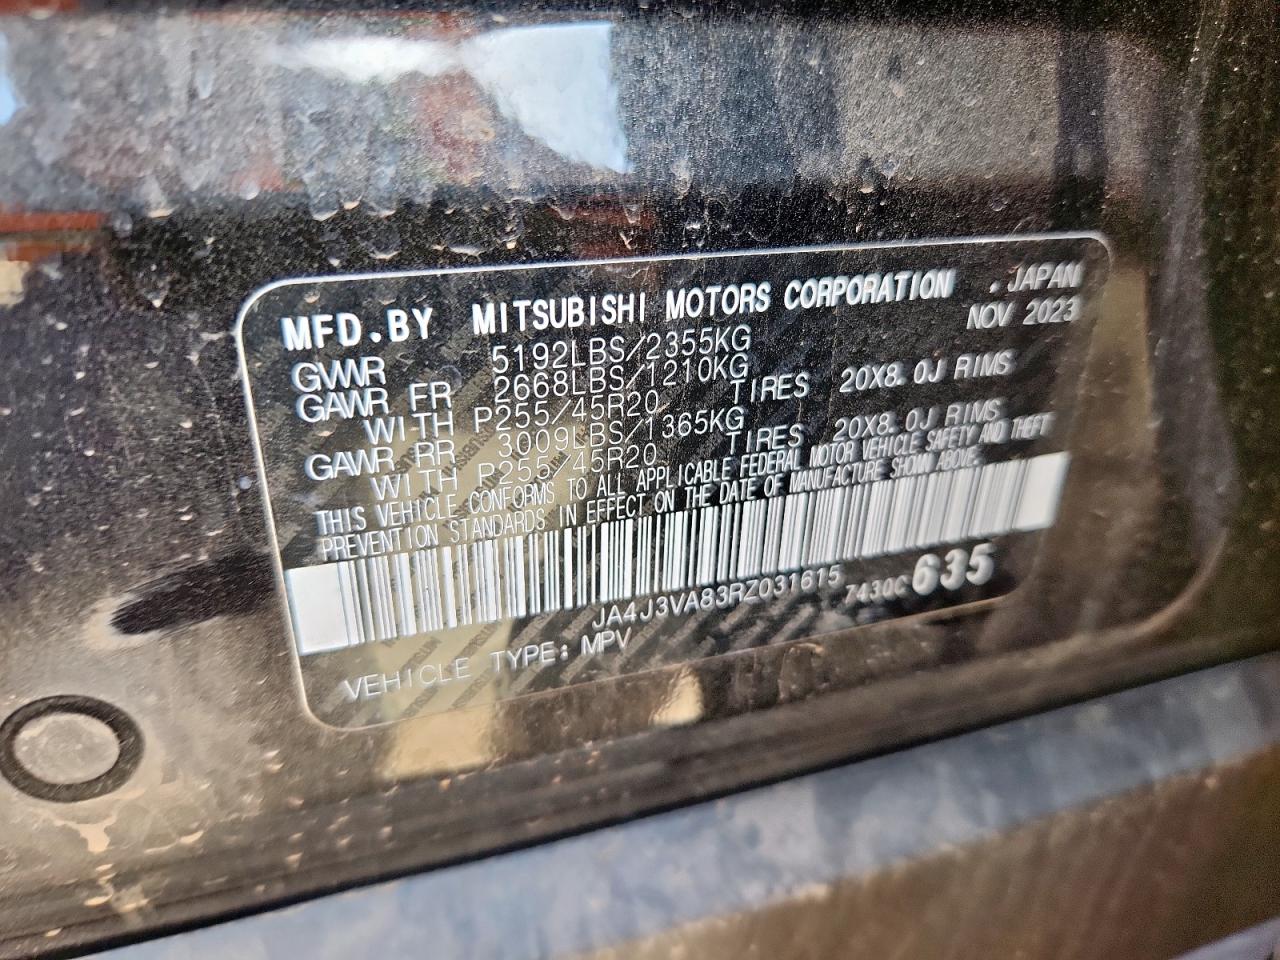 MFD.BY MITSUBISHI MOTORS CORPORATION . JAPAN
NOV 2023
GVWR 5192LBS/2355KG
GAWR FR 2668LBS/1210KG
WITH P255/45R20 TIRES 20X8.0J RIMS
GAWR RR 3009LBS/1365KG
WITH P255/45R20 TIRES 20X8.0J RIMS
THIS VEHICLE CONFORMS TO ALL APPLICABLE FEDERAL MOTOR VEHICLE SAFETY AND THEFT
PREVENTION STANDARDS IN EFFECT ON THE DATE OF MANUFACTURE SHOWN ABOVE.
JA4J3VA83RZ031615 7430C 635
VEHICLE TYPE: MPV